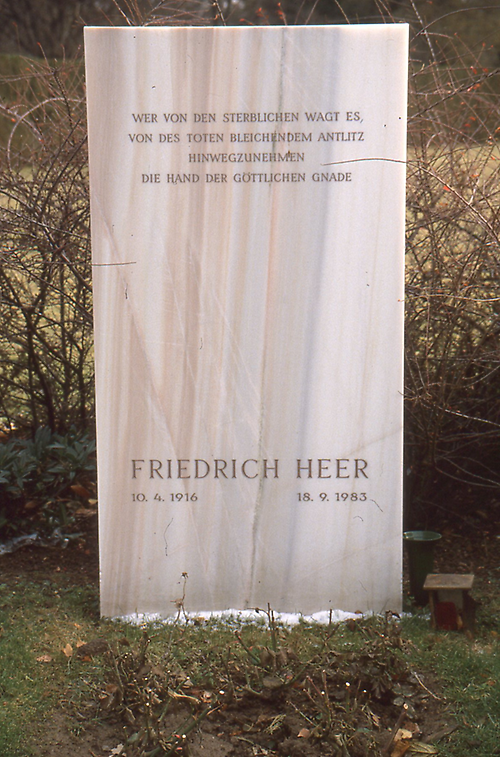 WER VON DEN STERBLICHEN WAGT ES,
VON DES TOTEN BLEICHENDEM ANTLITZ
HINWEGZUNEHMEN
DIE HAND DER GÖTTLICHEN GNADE
FRIEDRICH HEER
10. 4. 1916 18. 9. 1983